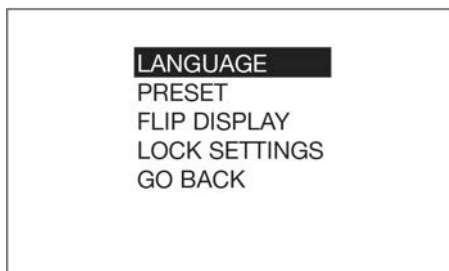 LANGUAGE
PRESET
FLIP DISPLAY
LOCK SETTINGS
GO BACK